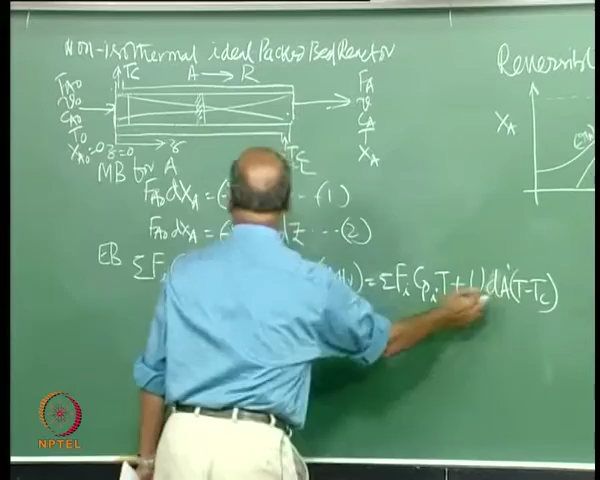 Non-isothermal ideal Packed Bed Reactor
Tc A → R
FA0 FA
v0 v
CA0 CA
T0 T
XA0=0 z=0 z XA
Tc
MB for A
FA0 dXA = (- (1)
FA0 dXA = (- dz ... (2)
EB ΣFi = ΣFi Cpi T + U dA (T-Tc)
XA
NPTEL